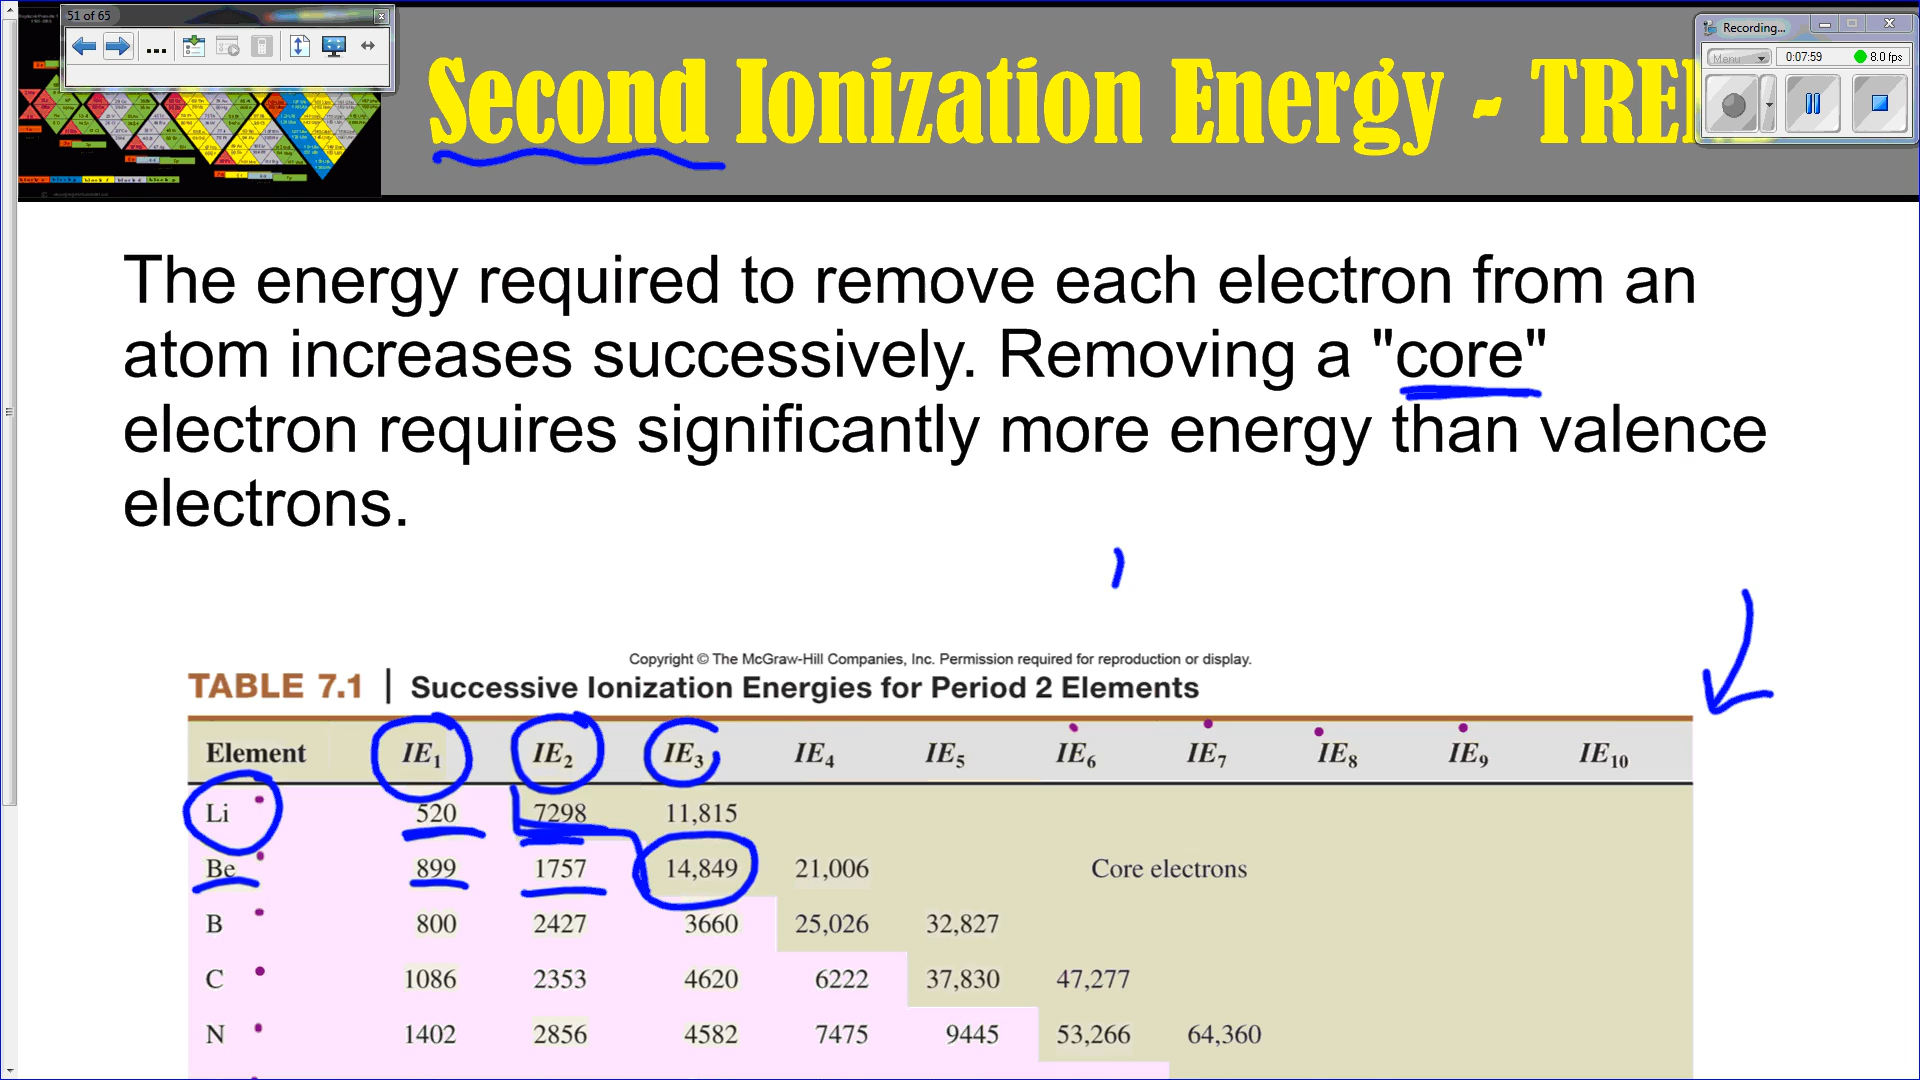 51 of 65
Recording...
Menu
0:07:59
8.0 fps
Second Ionization Energy - TRE
The energy required to remove each electron from an
atom increases successively. Removing a "core"
electron requires significantly more energy than valence
electrons.
Copyright © The McGraw-Hill Companies, Inc. Permission required for reproduction or display.
TABLE 7.1 | Successive Ionization Energies for Period 2 Elements
Element IE₁ IE₂ IE₃ IE₄ IE₅ IE₆ IE₇ IE₈ IE₉ IE₁₀
Li 520 7298 11,815
Be 899 1757 14,849 21,006 Core electrons
B 800 2427 3660 25,026 32,827
C 1086 2353 4620 6222 37,830 47,277
N 1402 2856 4582 7475 9445 53,266 64,360